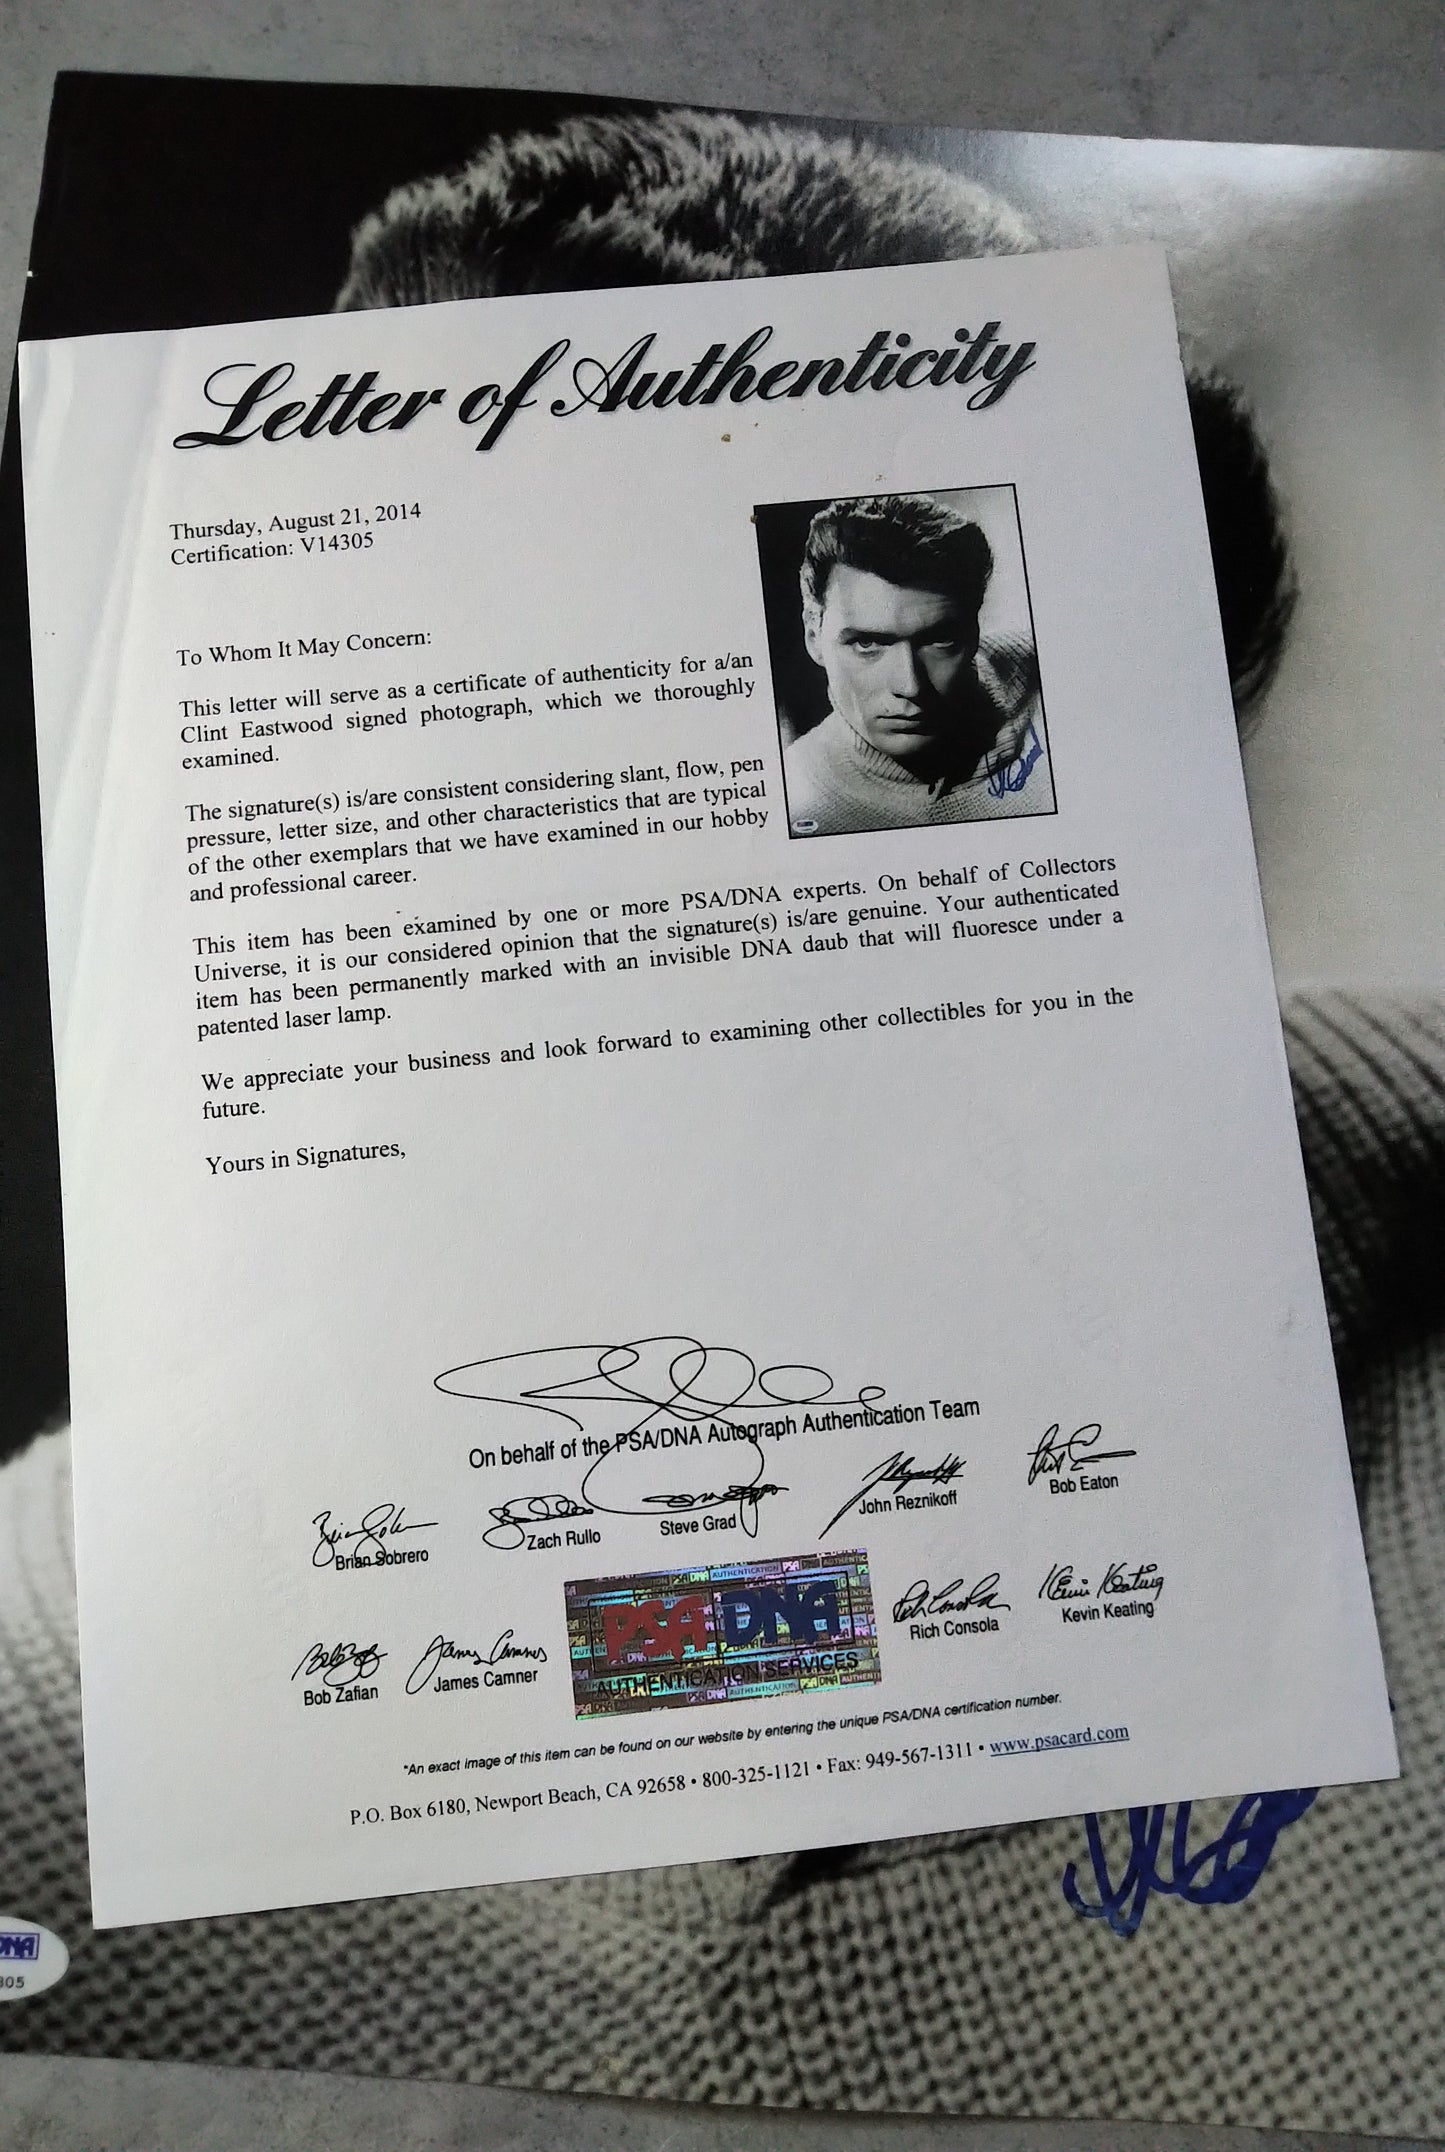 Letter of Authenticity
Thursday, August 21, 2014
Certification: V14305
To Whom It May Concern:
This letter will serve as a certificate of authenticity for a/an
Clint Eastwood signed photograph, which we thoroughly
examined.
The signature(s) is/are consistent considering slant, flow, pen
pressure, letter size, and other characteristics that are typical
of the other exemplars that we have examined in our hobby
and professional career.
This item has been examined by one or more PSA/DNA experts. On behalf of Collectors
Universe, it is our considered opinion that the signature(s) is/are genuine. Your authenticated
item has been permanently marked with an invisible DNA daub that will fluoresce under a
patented laser lamp.
We appreciate your business and look forward to examining other collectibles for you in the
future.
Yours in Signatures,
On behalf of the PSA/DNA Autograph Authentication Team
Brian Sobrero
Zach Rullo
Steve Grad
John Reznikoff
Bob Eaton
Bob Zafian
James Camner
PSA DNA
AUTHENTICATION SERVICES
Rich Consola
Kevin Keating
*An exact image of this item can be found on our website by entering the unique PSA/DNA certification number.
P.O. Box 6180, Newport Beach, CA 92658 • 800-325-1121 • Fax: 949-567-1311 • www.psacard.com
DNA
305